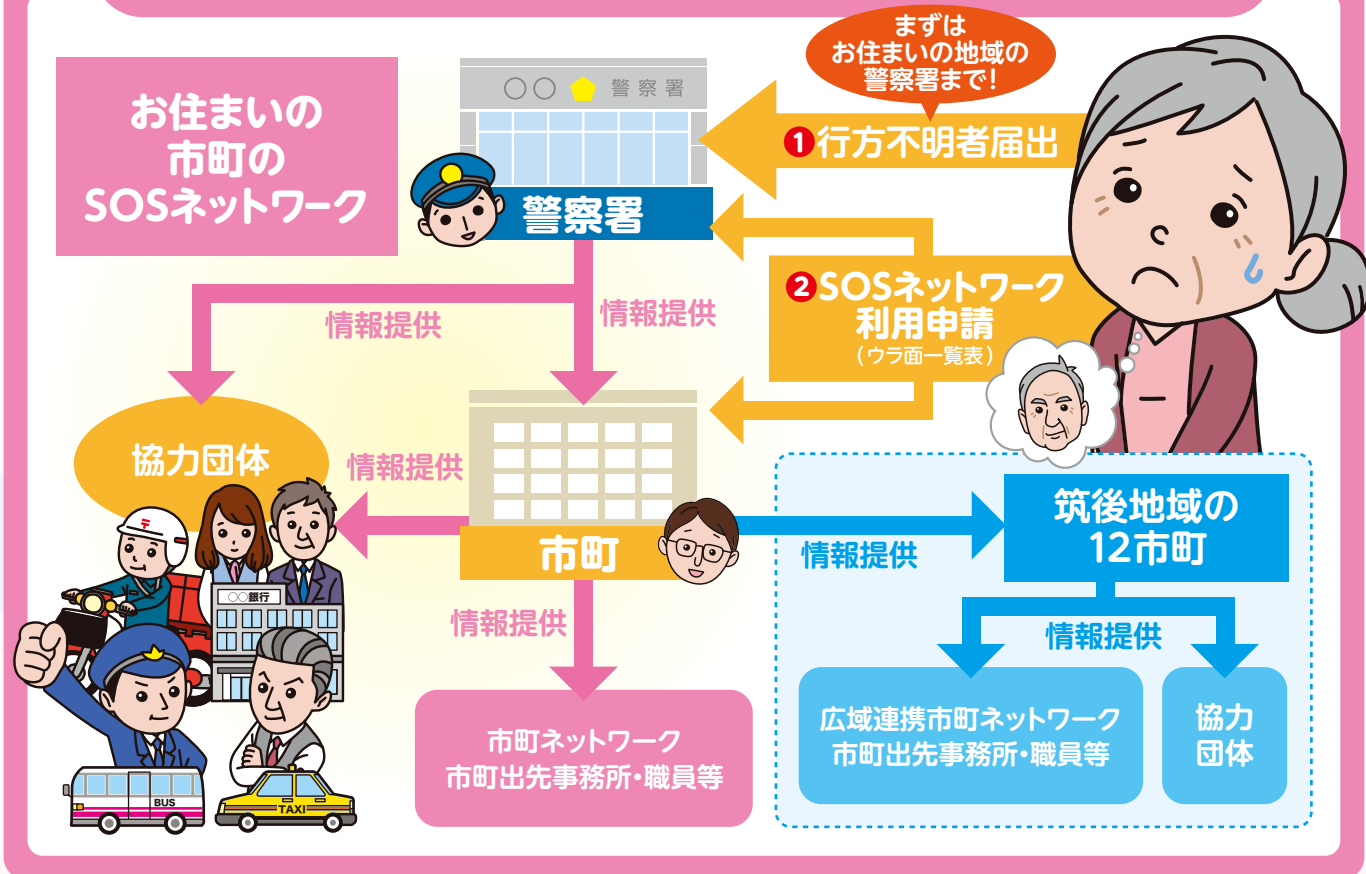 お住まいの
市町の
SOSネットワーク
○○ 警察署
警察署
まずは
お住まいの地域の
警察署まで!
❶行方不明者届出
❷SOSネットワーク
利用申請
(ウラ面一覧表)
情報提供
情報提供
協力団体
情報提供
市町
情報提供
筑後地域の
12市町
情報提供
情報提供
〒
○○銀行
BUS
TAXI
市町ネットワーク
市町出先事務所・職員等
広域連携市町ネットワーク
市町出先事務所・職員等
協力
団体